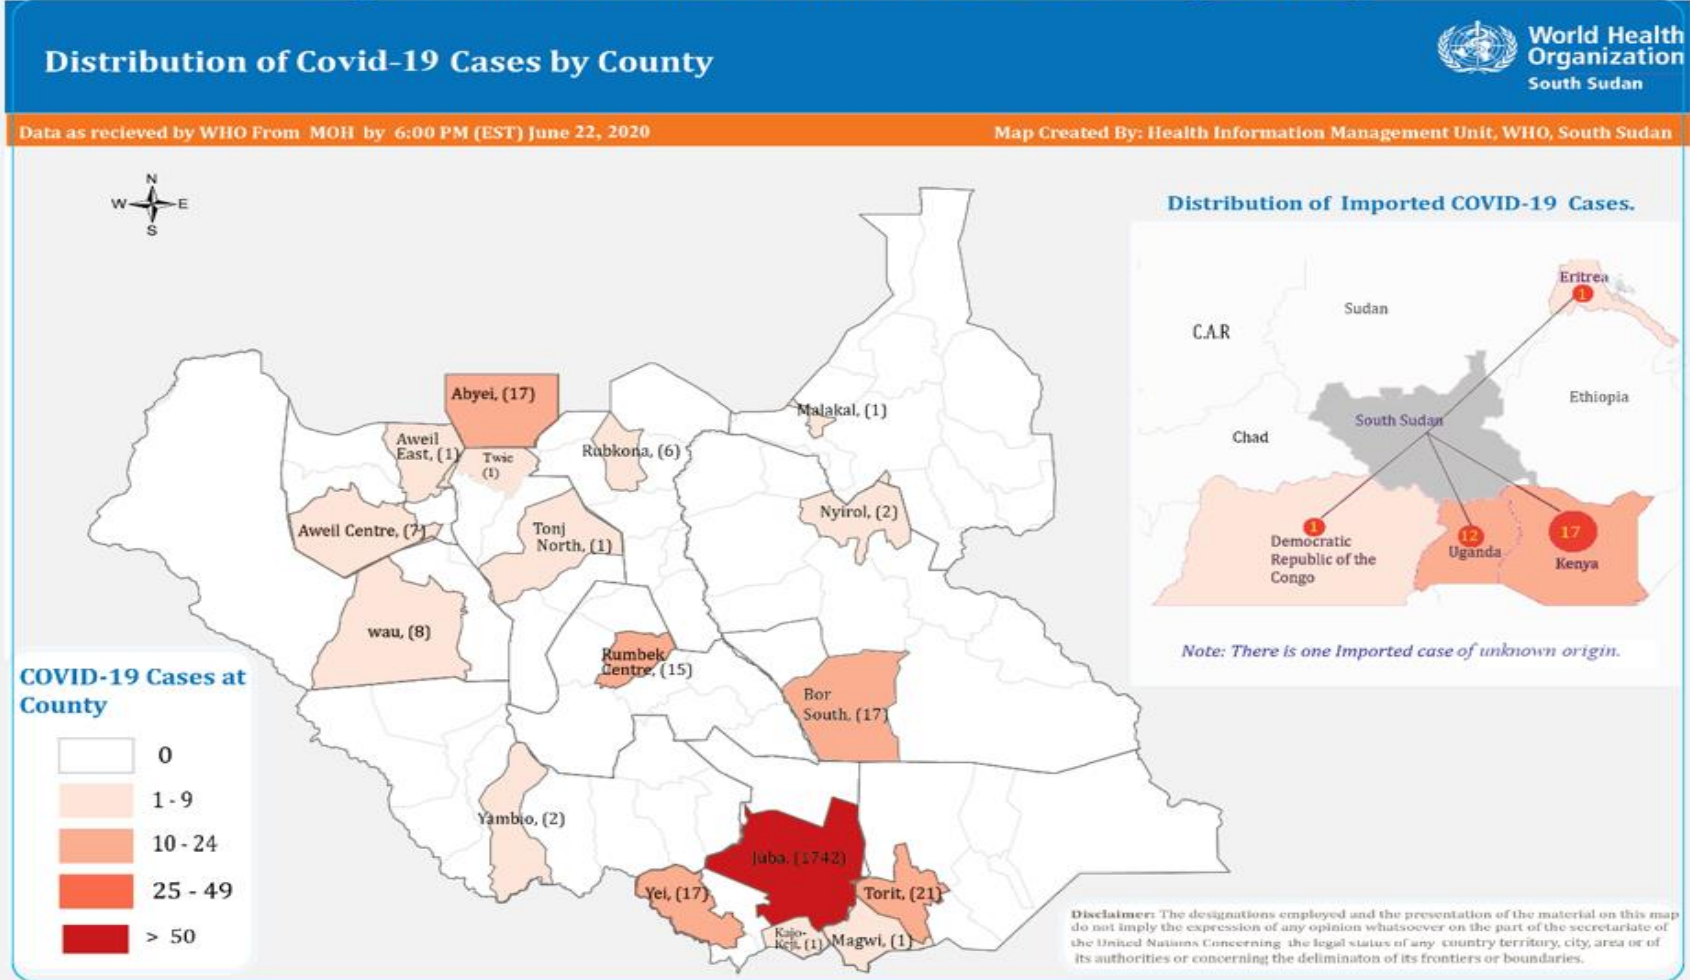 Distribution of Covid-19 Cases by County
World Health
Organization
South Sudan
Data as recieved by WHO From MOH by 6:00 PM (EST) June 22, 2020
Map Created By: Health Information Management Unit, WHO, South Sudan
N
W
E
S
Distribution of Imported COVID-19 Cases.
Eritrea
1
Sudan
C.A.R
Ethiopia
South Sudan
Chad
1
Democratic
Republic of the
Congo
12
Uganda
17
Kenya
Note: There is one Imported case of unknown origin.
Abyei, (17)
Malakal, (1)
Aweil
East, (1)
Twic
(1)
Rubkona, (6)
Aweil Centre, (7)
Tonj
North, (1)
Nyirol, (2)
wau, (8)
Rumbek
Centre, (15)
Bor
South, (17)
Yambio, (2)
Juba, (1742)
Yei, (17)
Torit, (21)
Kajo-
Keji, (1)
Magwi, (1)
COVID-19 Cases at
County
0
1 - 9
10 - 24
25 - 49
> 50
Disclaimer: The designations employed and the presentation of the material on this map
do not imply the expression of any opinion whatsoever on the part of the secretariate of
the United Nations Concerning the legal status of any country territory, city, area or of
its authorities or concerning the deliminaton of its frontiers or boundaries.